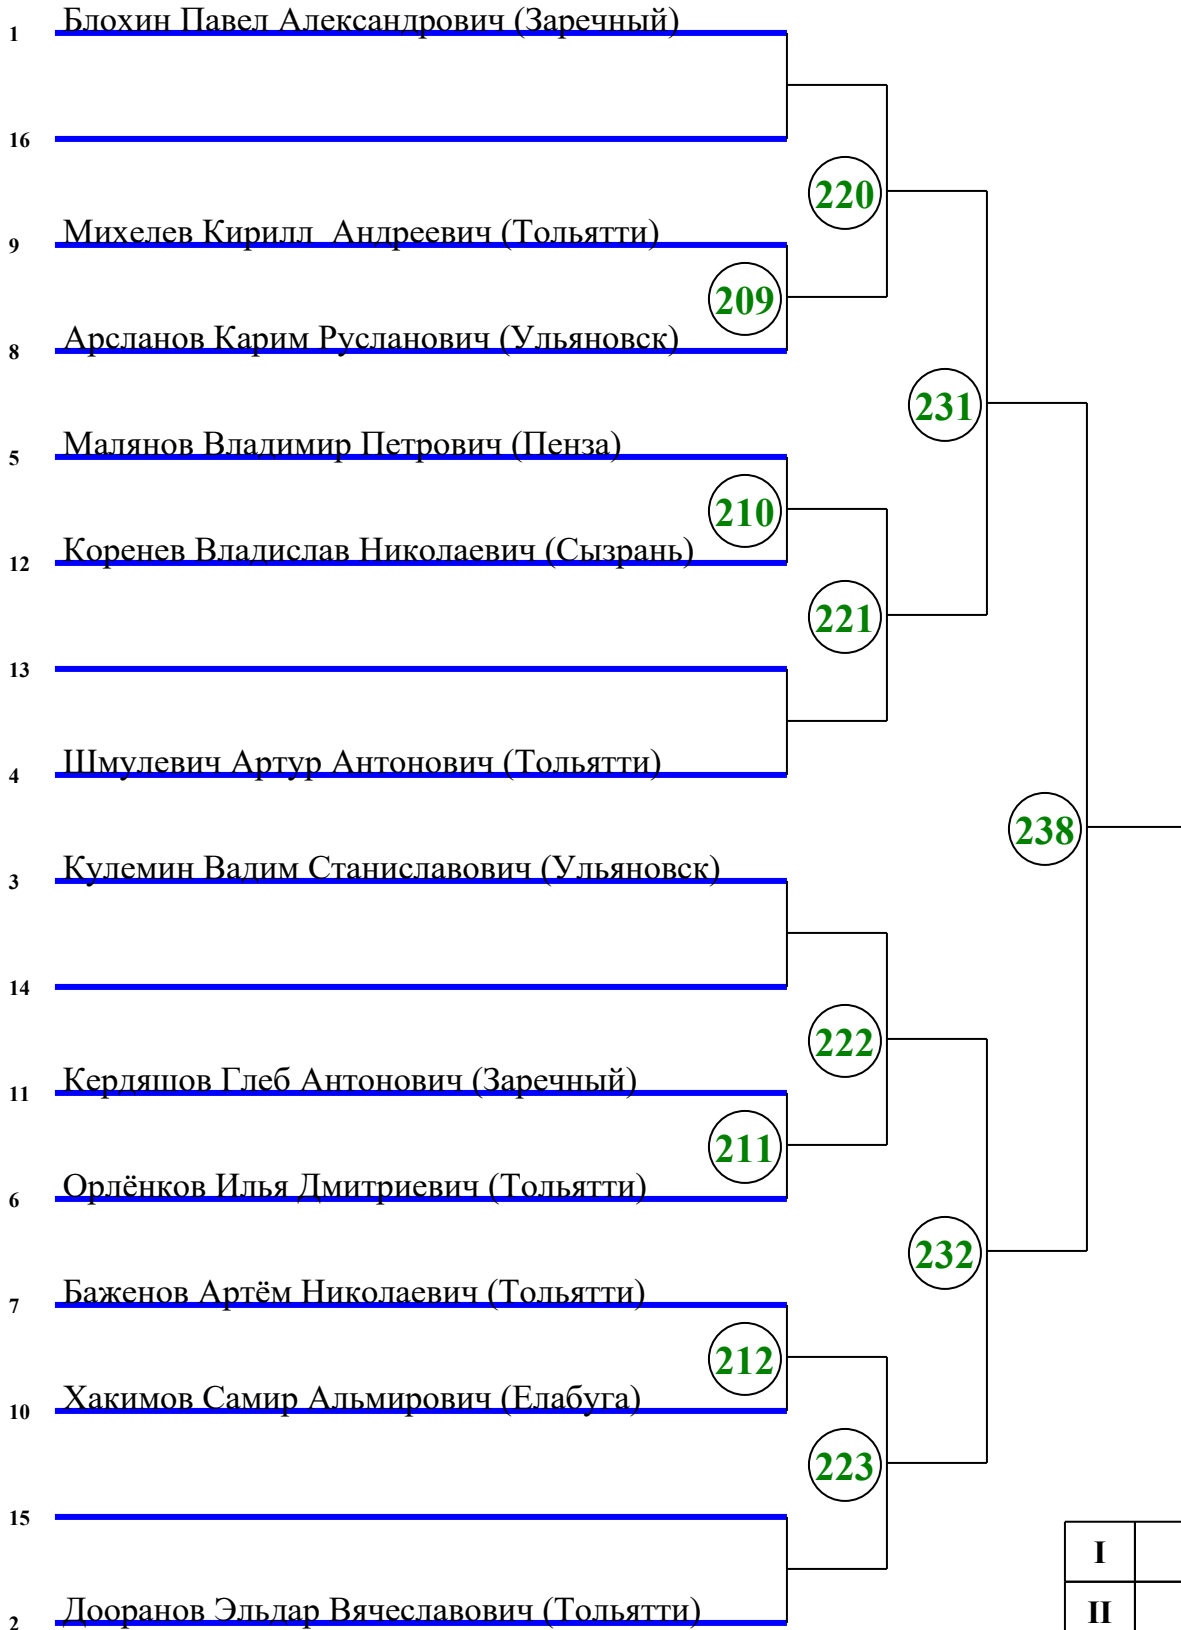 1 Блохин Павел Александрович (Заречный)
16
220
9 Михелев Кирилл Андреевич (Тольятти)
209
8 Арсланов Карим Русланович (Ульяновск)
231
5 Малянов Владимир Петрович (Пенза)
210
12 Коренев Владислав Николаевич (Сызрань)
221
13
4 Шмулевич Артур Антонович (Тольятти)
238
3 Кулемин Вадим Станиславович (Ульяновск)
14
222
11 Кердяшов Глеб Антонович (Заречный)
211
6 Орлёнков Илья Дмитриевич (Тольятти)
232
7 Баженов Артём Николаевич (Тольятти)
212
10 Хакимов Самир Альмирович (Елабуга)
223
15
I
2 Дооранов Эльдар Вячеславович (Тольятти)
II